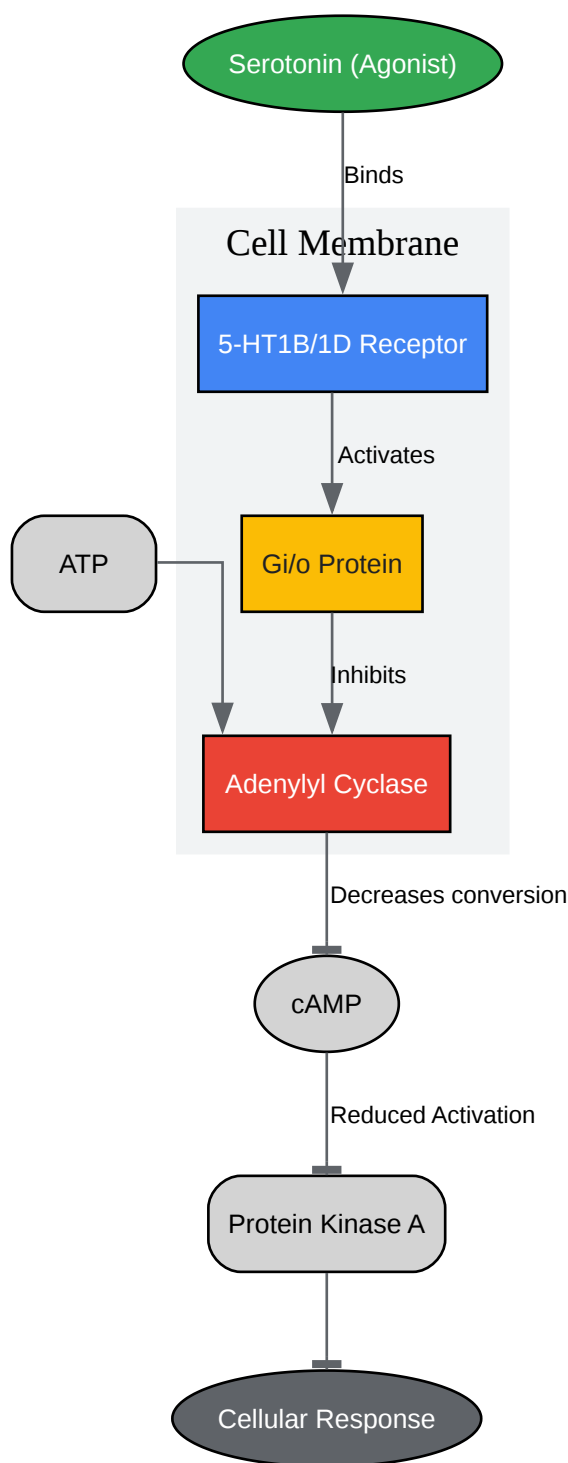 Serotonin (Agonist)
Binds
Cell Membrane
5-HT1B/1D Receptor
Activates
ATP
Gi/o Protein
Inhibits
Adenylyl Cyclase
Decreases conversion
cAMP
Reduced Activation
Protein Kinase A
Cellular Response